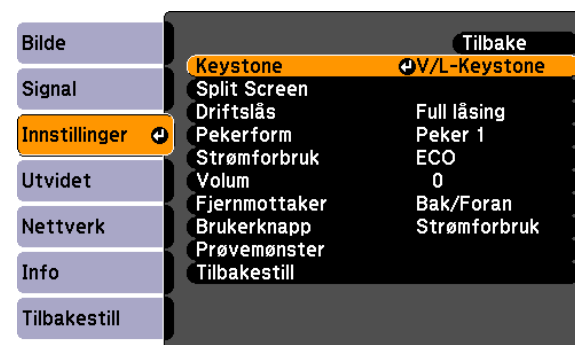 Bilde
Signal
Innstillinger
Utvidet
Nettverk
Info
Tilbakestill
Tilbake
Keystone V/L-Keystone
Split Screen
Driftslås Full låsing
Pekerform Peker 1
Strømforbruk ECO
Volum 0
Fjernmottaker Bak/Foran
Brukerknapp Strømforbruk
Prøvemønster
Tilbakestill